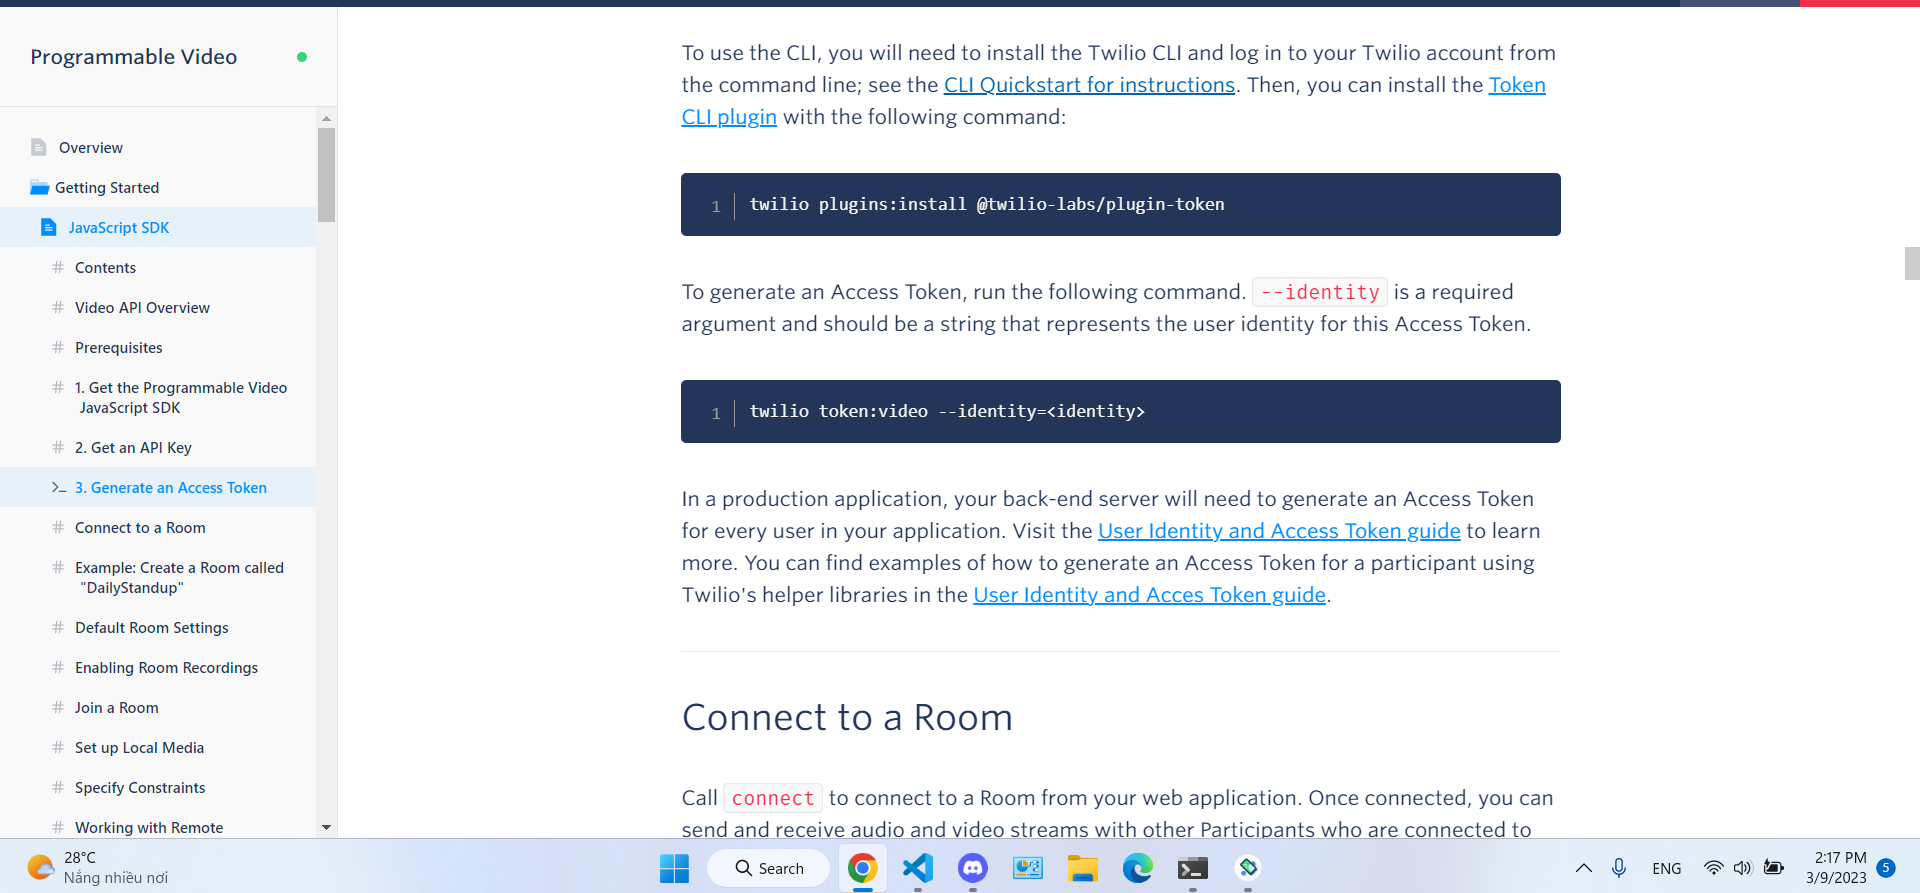 Programmable Video
Overview
Getting Started
JavaScript SDK
# Contents
# Video API Overview
# Prerequisites
# 1. Get the Programmable Video
JavaScript SDK
# 2. Get an API Key
>_ 3. Generate an Access Token
# Connect to a Room
# Example: Create a Room called
"DailyStandup"
# Default Room Settings
# Enabling Room Recordings
# Join a Room
# Set up Local Media
# Specify Constraints
# Working with Remote
To use the CLI, you will need to install the Twilio CLI and log in to your Twilio account from
the command line; see the CLI Quickstart for instructions. Then, you can install the Token
CLI plugin with the following command:
1 twilio plugins:install @twilio-labs/plugin-token
To generate an Access Token, run the following command. --identity is a required
argument and should be a string that represents the user identity for this Access Token.
1 twilio token:video --identity=<identity>
In a production application, your back-end server will need to generate an Access Token
for every user in your application. Visit the User Identity and Access Token guide to learn
more. You can find examples of how to generate an Access Token for a participant using
Twilio's helper libraries in the User Identity and Acces Token guide.
Connect to a Room
Call connect to connect to a Room from your web application. Once connected, you can
send and receive audio and video streams with other Participants who are connected to
28°C
Nắng nhiều nơi
Search
ENG
2:17 PM
3/9/2023
5